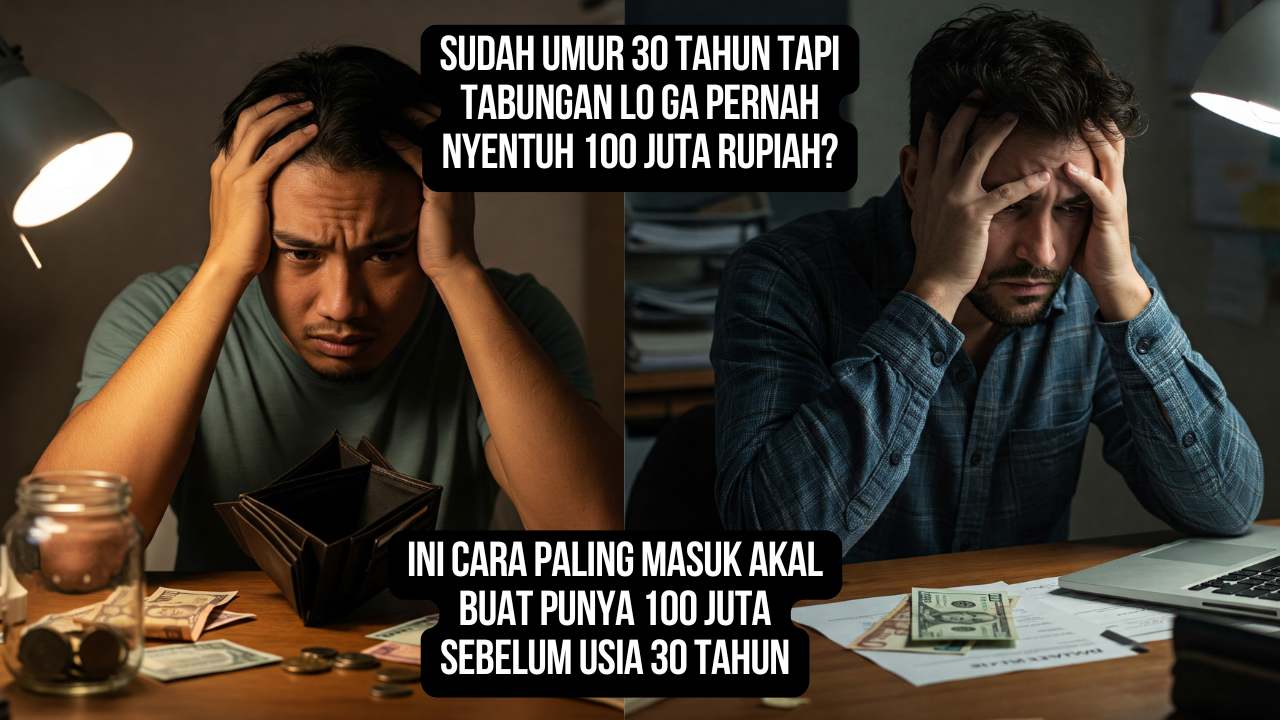 SUDAH UMUR 30 TAHUN TAPI
TABUNGAN LO GA PERNAH
NYENTUH 100 JUTA RUPIAH?
INI CARA PALING MASUK AKAL
BUAT PUNYA 100 JUTA
SEBELUM USIA 30 TAHUN